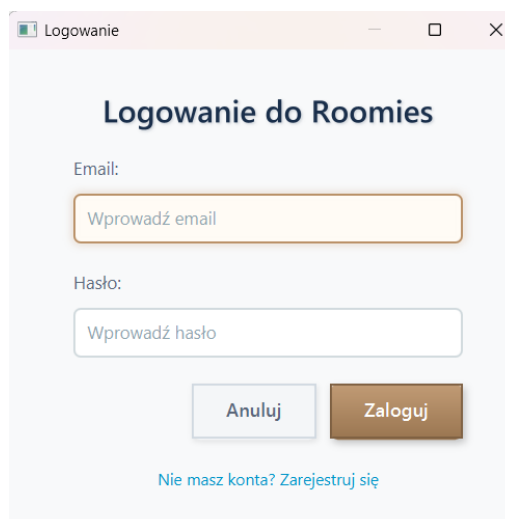 Logowanie
Logowanie do Roomies
Email:
Wprowadź email
Hasło:
Wprowadź hasło
Anuluj Zaloguj
Nie masz konta? Zarejestruj się